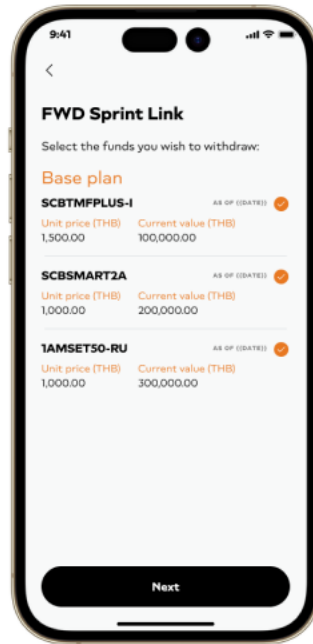 9:41
FWD Sprint Link
Select the funds you wish to withdraw:
Base plan
SCBTMFPLUS-I AS OF {{DATE}}
Unit price (THB) Current value (THB)
1,500.00 100,000.00
SCBSMART2A AS OF {{DATE}}
Unit price (THB) Current value (THB)
1,000.00 200,000.00
1AMSET50-RU AS OF {{DATE}}
Unit price (THB) Current value (THB)
1,000.00 300,000.00
Next